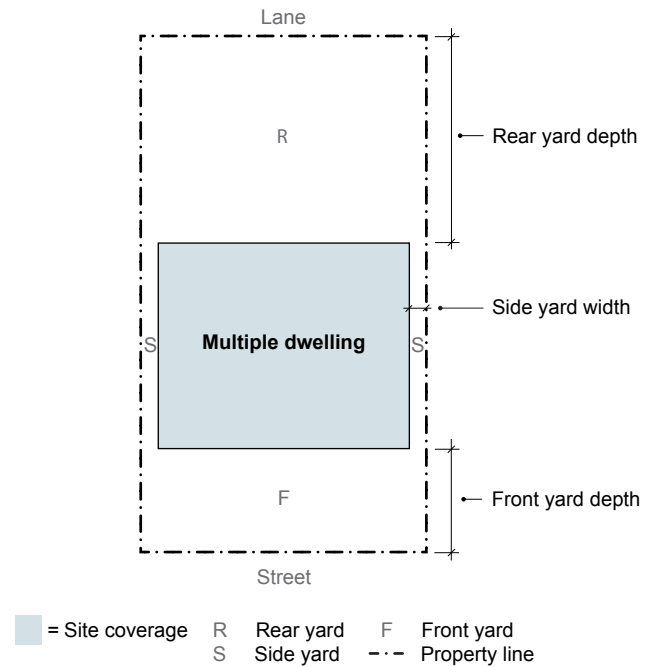 Lane
R
Rear yard depth
Side yard width
S Multiple dwelling S
F
Front yard depth
Street
= Site coverage R Rear yard F Front yard
S Side yard Property line